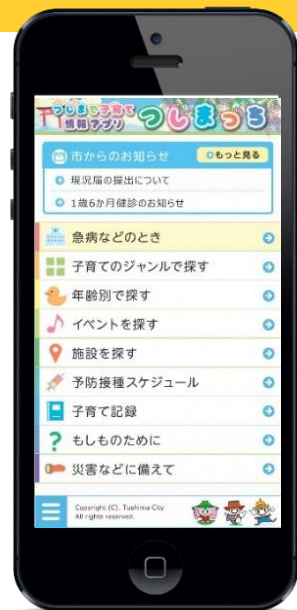 つしまで子育て
情報アプリ つしまっち
市からのお知らせ もっと見る
現況届の提出について
1歳6か月健診のお知らせ
急病などのとき
子育てのジャンルで探す
年齢別で探す
イベントを探す
施設を探す
予防接種スケジュール
子育て記録
もしものために
災害などに備えて
Copyright (C). Tushima City
All rights reserved.